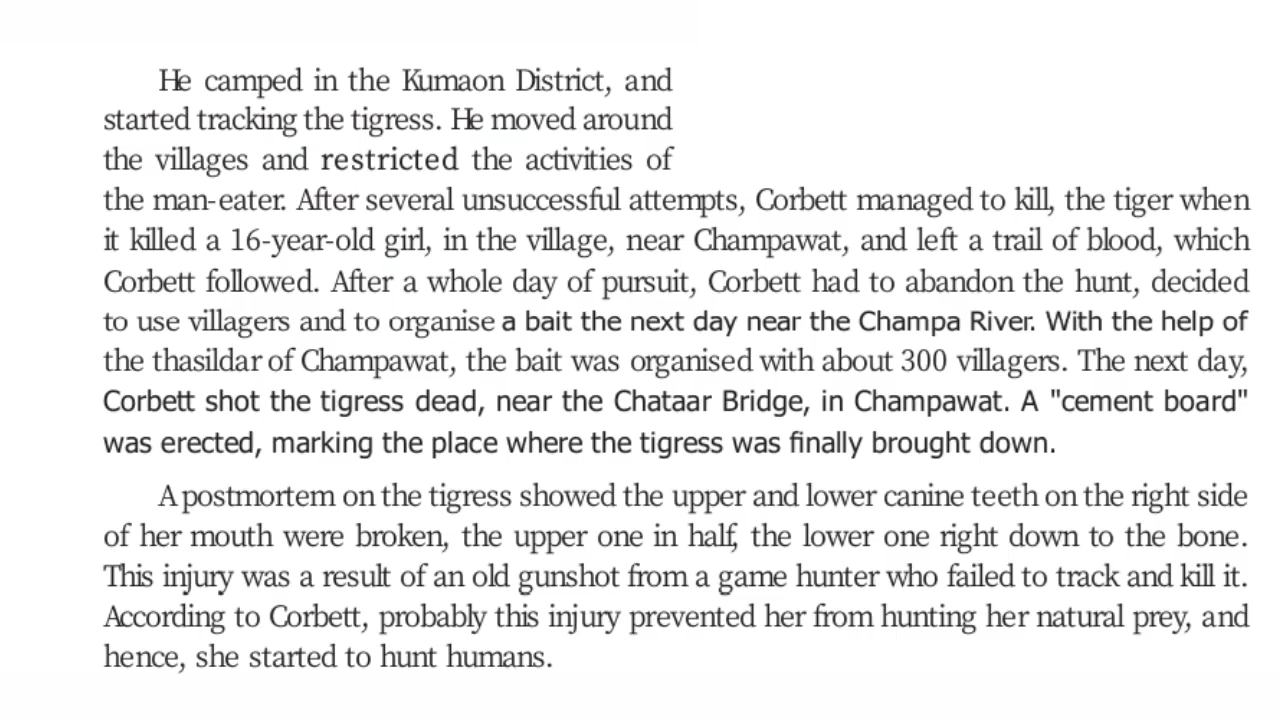 He camped in the Kumaon District, and
started tracking the tigress. He moved around
the villages and restricted the activities of
the man-eater. After several unsuccessful attempts, Corbett managed to kill, the tiger when
it killed a 16-year-old girl, in the village, near Champawat, and left a trail of blood, which
Corbett followed. After a whole day of pursuit, Corbett had to abandon the hunt, decided
to use villagers and to organise a bait the next day near the Champa River. With the help of
the thasildar of Champawat, the bait was organised with about 300 villagers. The next day,
Corbett shot the tigress dead, near the Chataar Bridge, in Champawat. A "cement board"
was erected, marking the place where the tigress was finally brought down.
A postmortem on the tigress showed the upper and lower canine teeth on the right side
of her mouth were broken, the upper one in half, the lower one right down to the bone.
This injury was a result of an old gunshot from a game hunter who failed to track and kill it.
According to Corbett, probably this injury prevented her from hunting her natural prey, and
hence, she started to hunt humans.